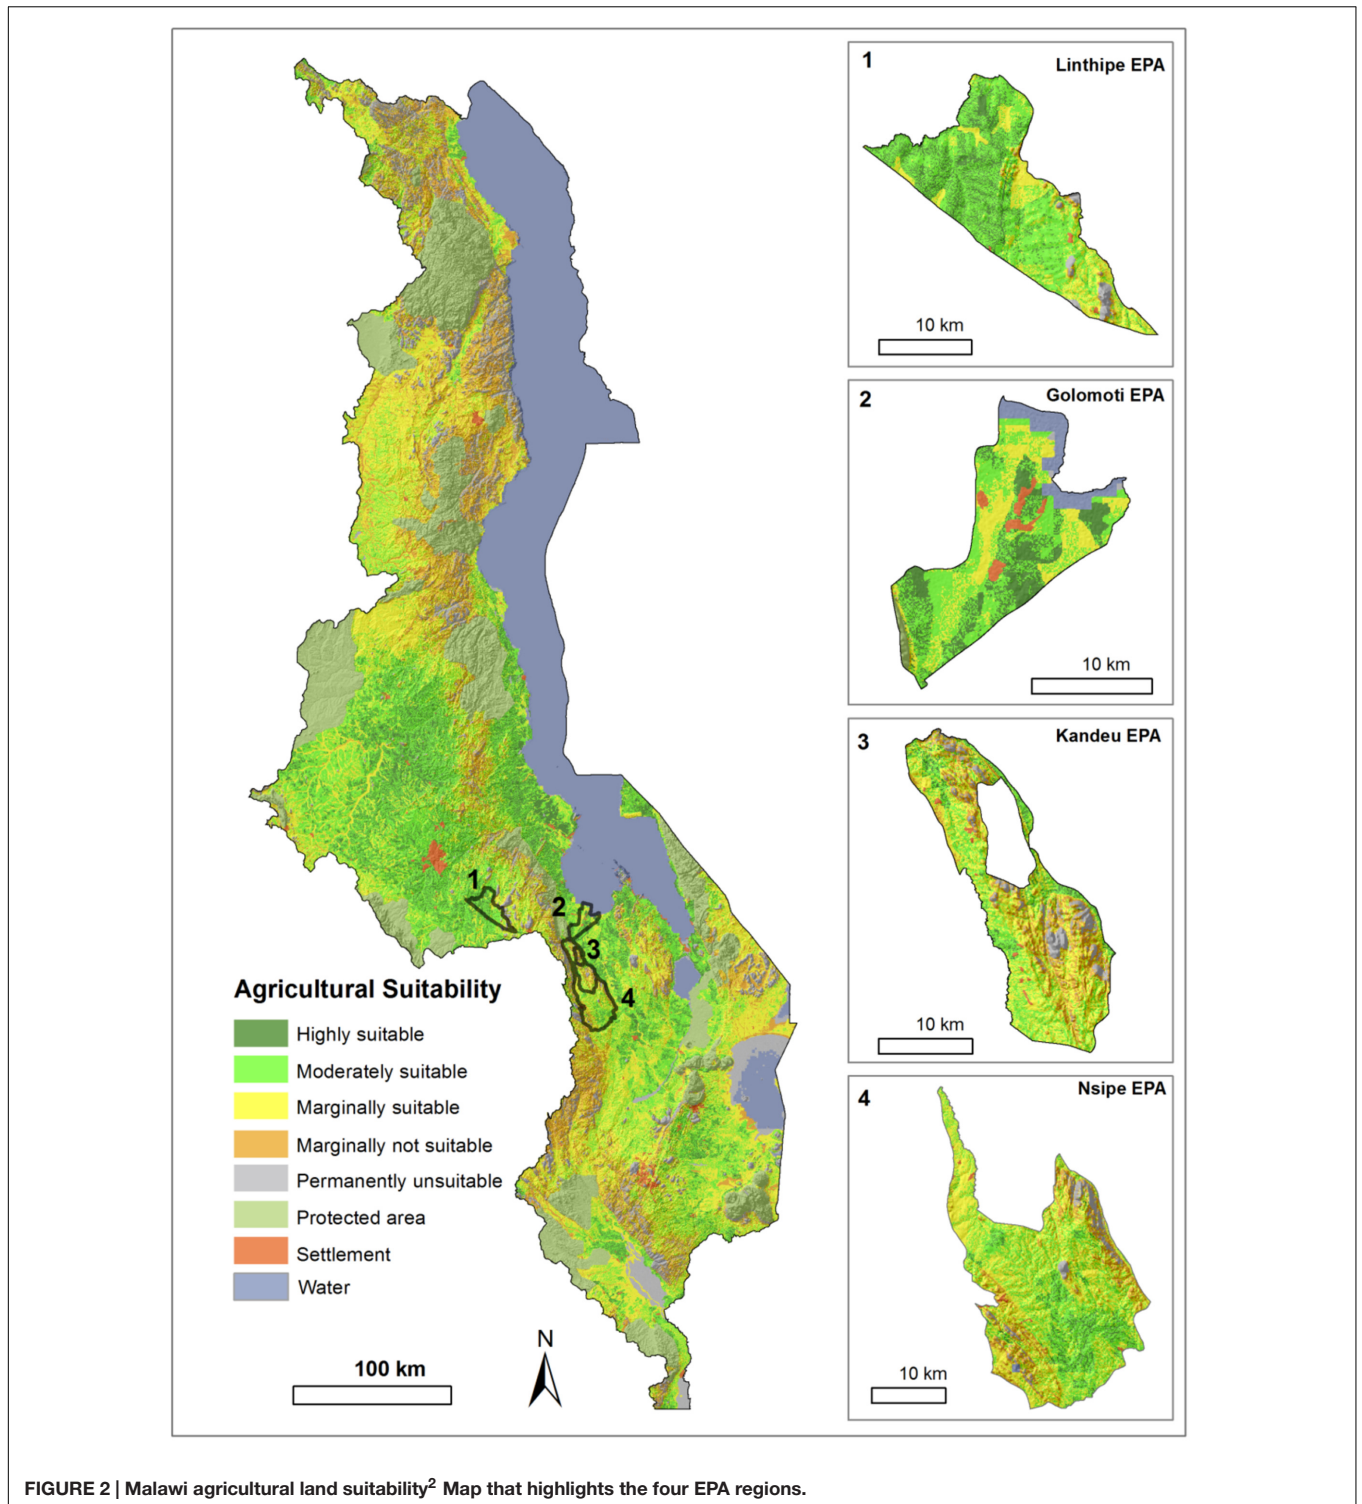 1
Linthipe EPA
10 km
2
Golomoti EPA
10 km
3
Kandeu EPA
10 km
4
Nsipe EPA
10 km
1
2
3
4
Agricultural Suitability
Highly suitable
Moderately suitable
Marginally suitable
Marginally not suitable
Permanently unsuitable
Protected area
Settlement
Water
N
100 km
FIGURE 2 | Malawi agricultural land suitability² Map that highlights the four EPA regions.